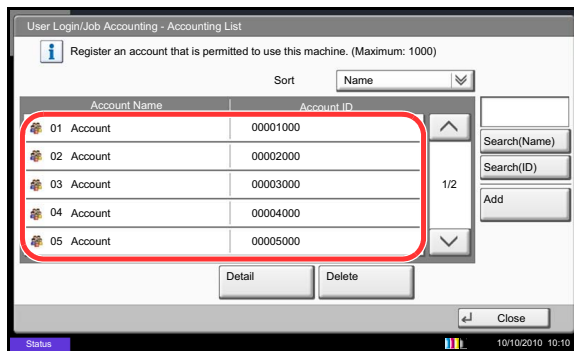 User Login/Job Accounting - Accounting List
Register an account that is permitted to use this machine. (Maximum: 1000)
Sort Name
Account Name Account ID
01 Account 00001000
02 Account 00002000
03 Account 00003000
04 Account 00004000
05 Account 00005000
1/2
Search(Name)
Search(ID)
Add
Detail Delete
Close
Status 10/10/2010 10:10